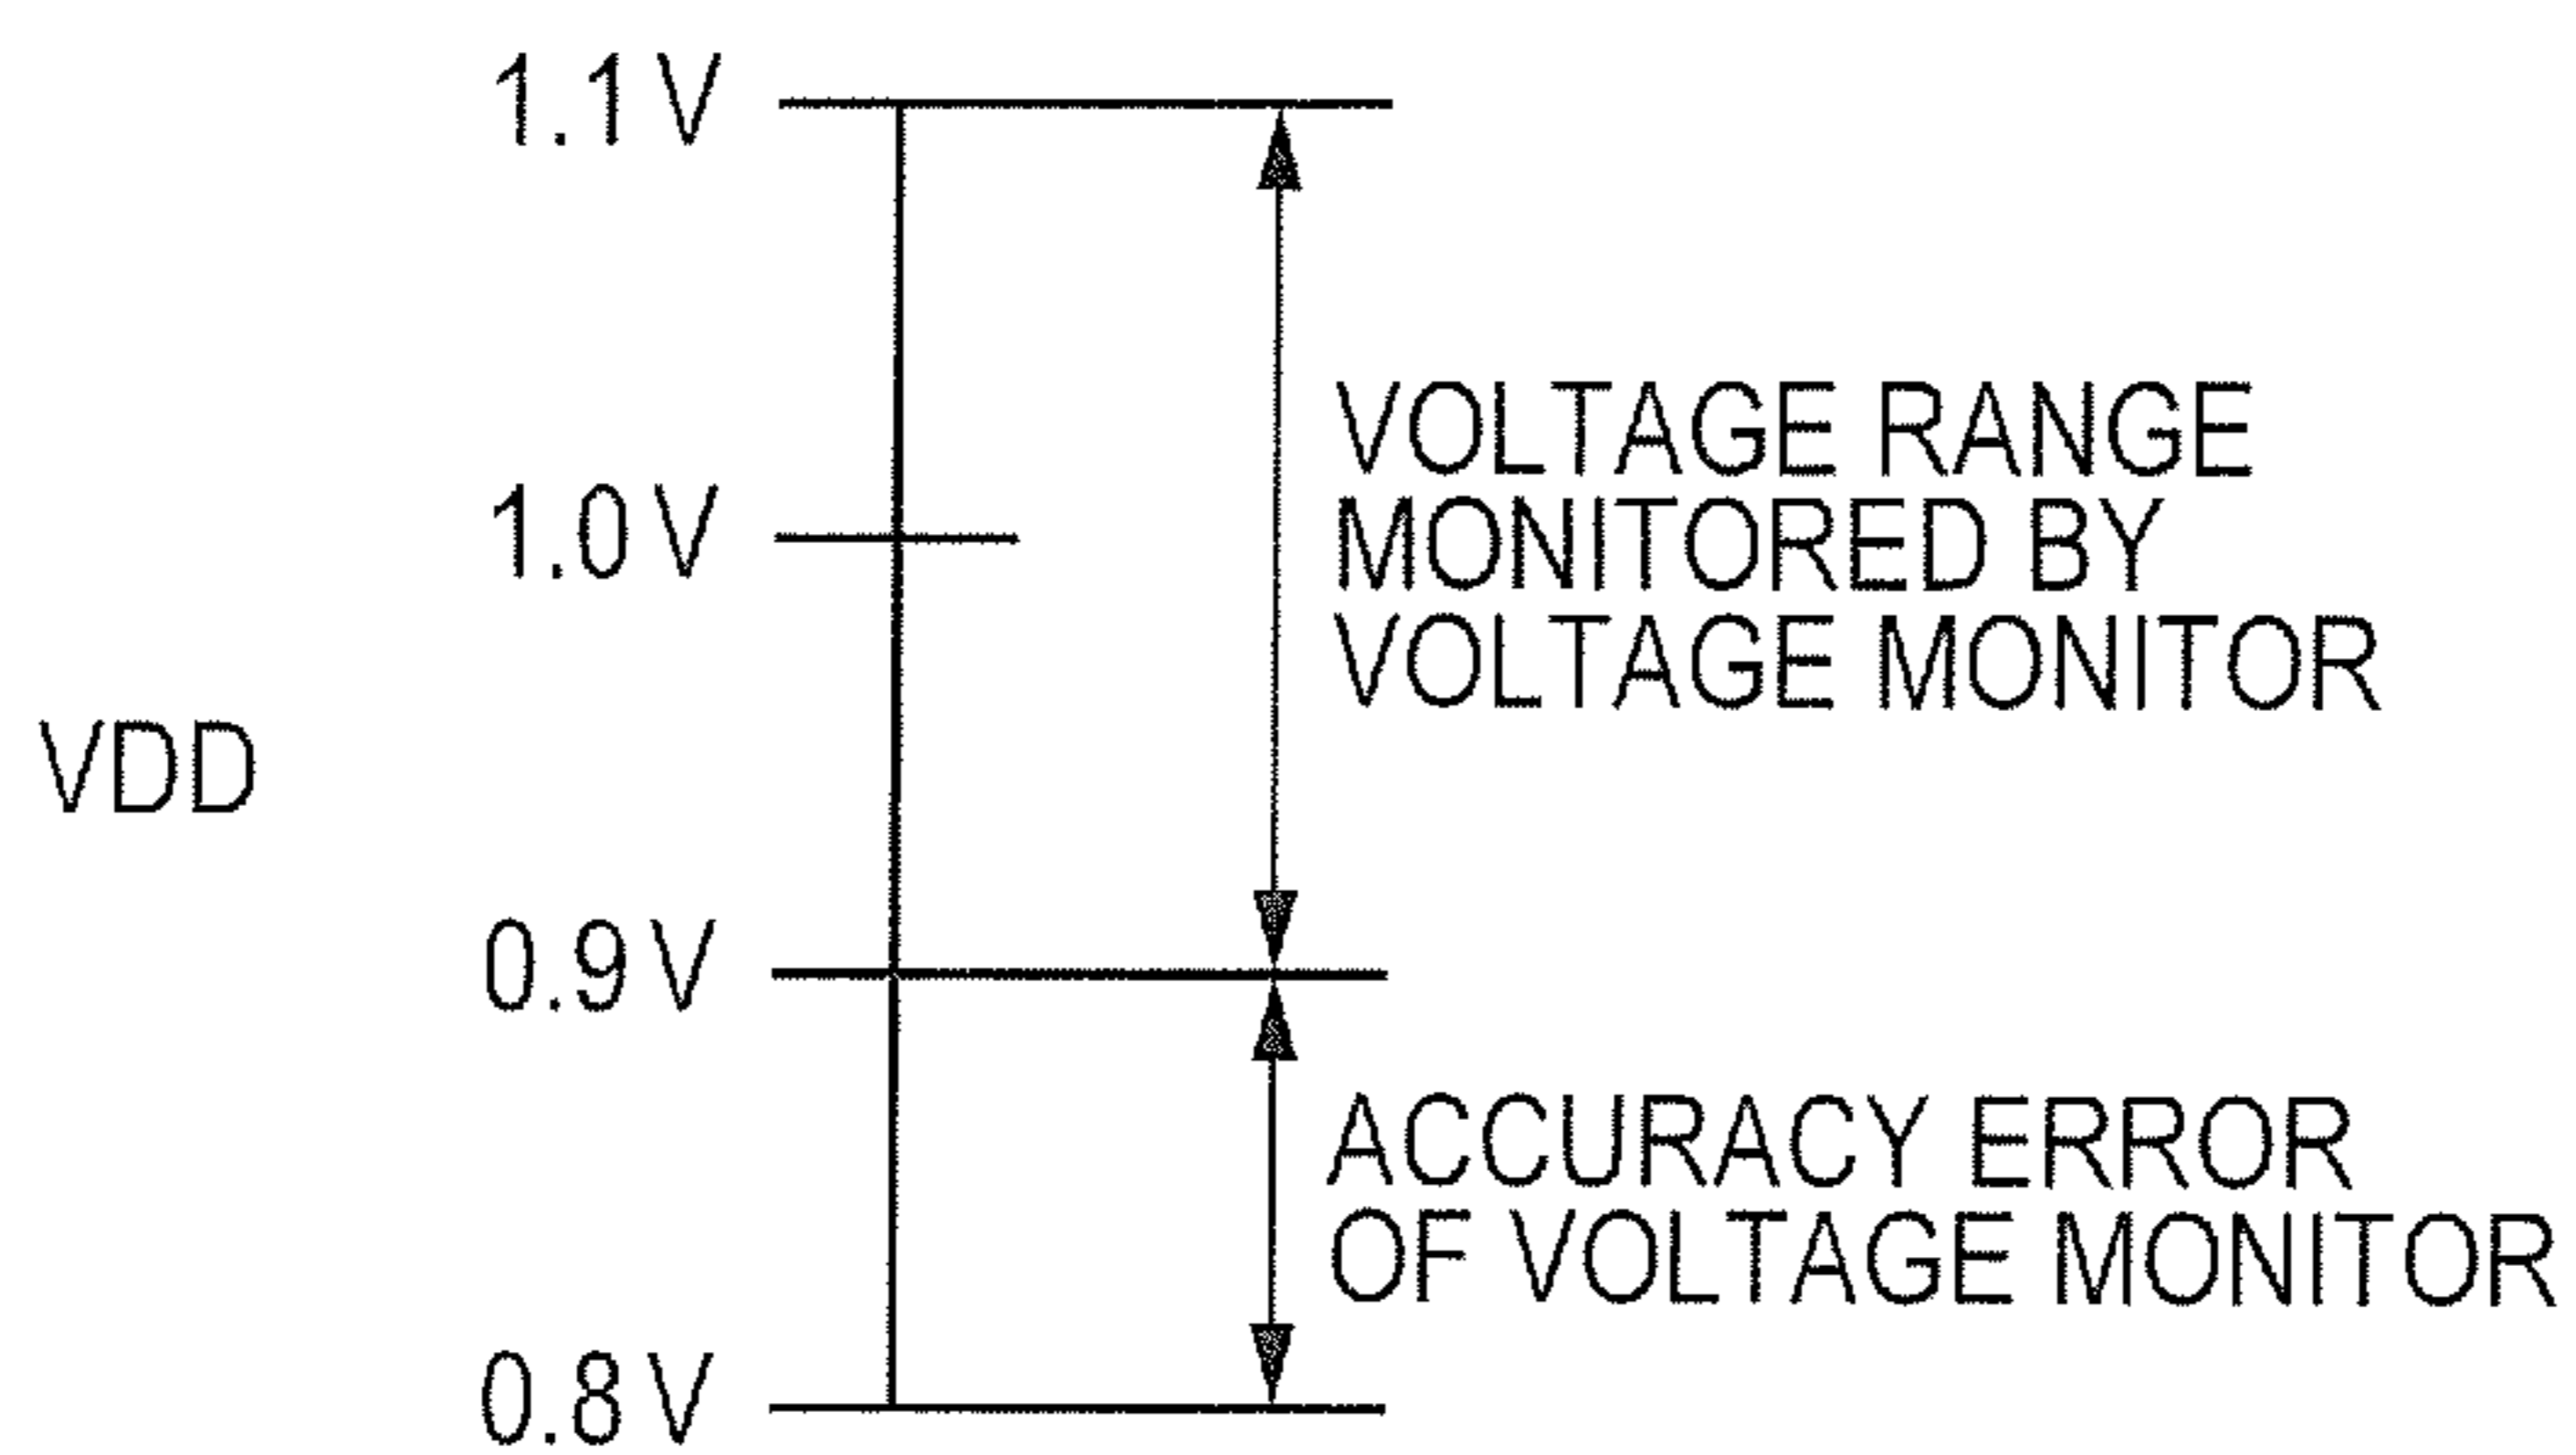 1.1 V
VOLTAGE RANGE
1.0 V
MONITORED BY
VOLTAGE MONITOR
VDD
0.9 V
ACCURACY ERROR
OF VOLTAGE MONITOR
0.8 V